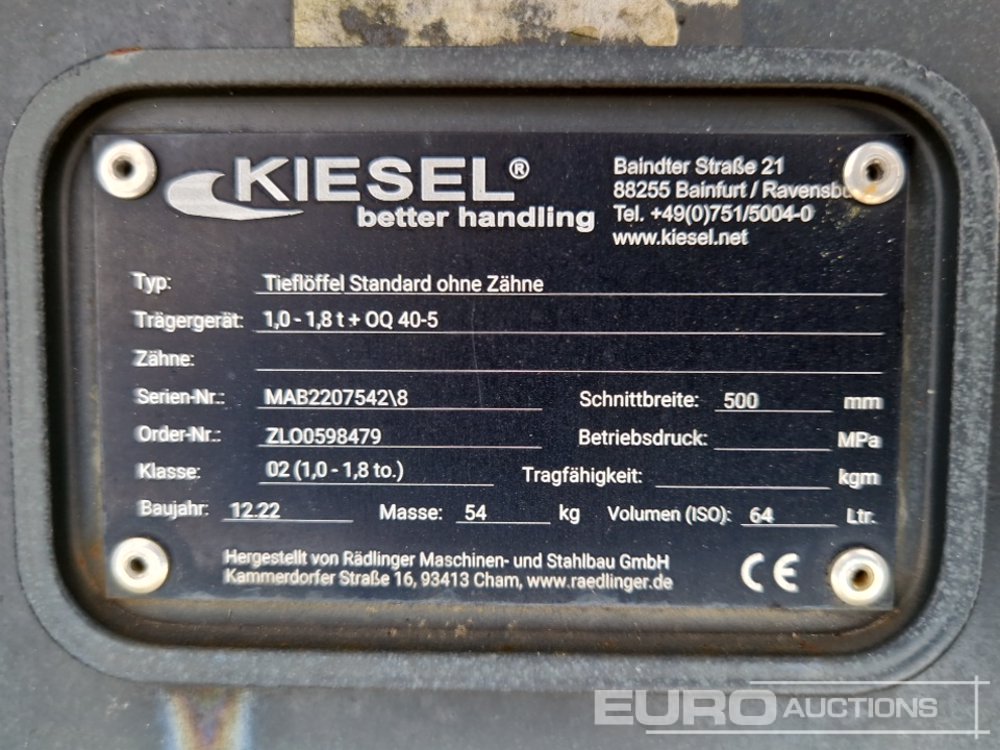 KIESEL®
better handling
Baindter Straße 21
88255 Bainfurt / Ravensbu
Tel. +49(0)751/5004-0
www.kiesel.net
Typ: Tieflöffel Standard ohne Zähne
Trägergerät: 1,0 - 1,8 t + OQ 40-5
Zähne:
Serien-Nr.: MAB2207542\8 Schnittbreite: 500 mm
Order-Nr.: ZLO0598479 Betriebsdruck: MPa
Klasse: 02 (1,0 - 1,8 to.) Tragfähigkeit: kgm
Baujahr: 12.22 Masse: 54 kg Volumen (ISO): 64 Ltr.
Hergestellt von Rädlinger Maschinen- und Stahlbau GmbH
Kammerdorfer Straße 16, 93413 Cham, www.raedlinger.de
CE
EURO AUCTIONS